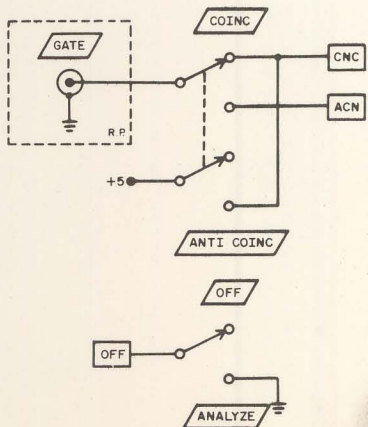 COINC
GATE
CNC
ACN
R.P.
+5
ANTI COINC
OFF
OFF
ANALYZE